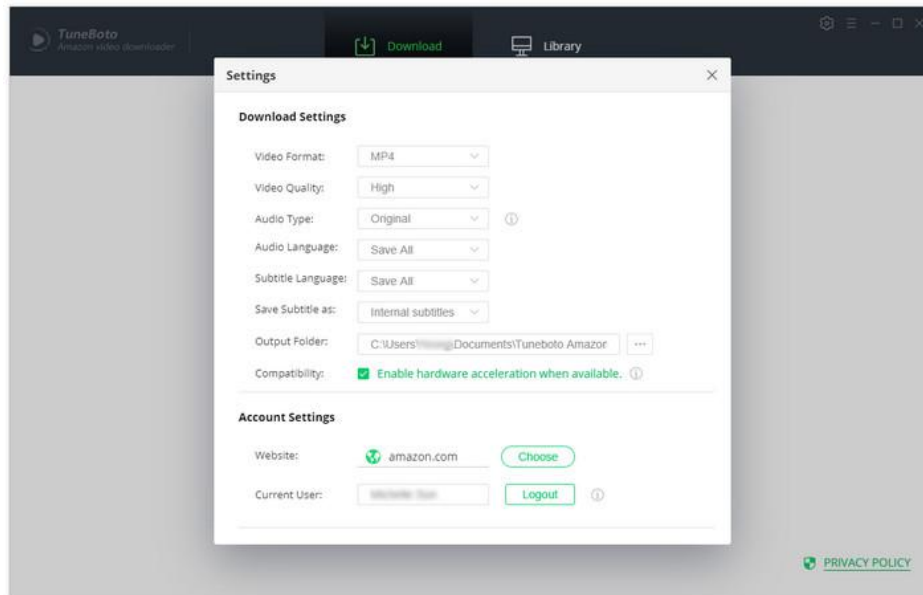 TuneBoto
Amazon video downloader
Download
Library
Settings
Download Settings
Video Format: MP4
Video Quality: High
Audio Type: Original
Audio Language: Save All
Subtitle Language: Save All
Save Subtitle as: Internal subtitles
Output Folder: C:\Users\ Documents\Tuneboto Amazon
Compatibility: Enable hardware acceleration when available.
Account Settings
Website: amazon.com Choose
Current User: Logout
PRIVACY POLICY